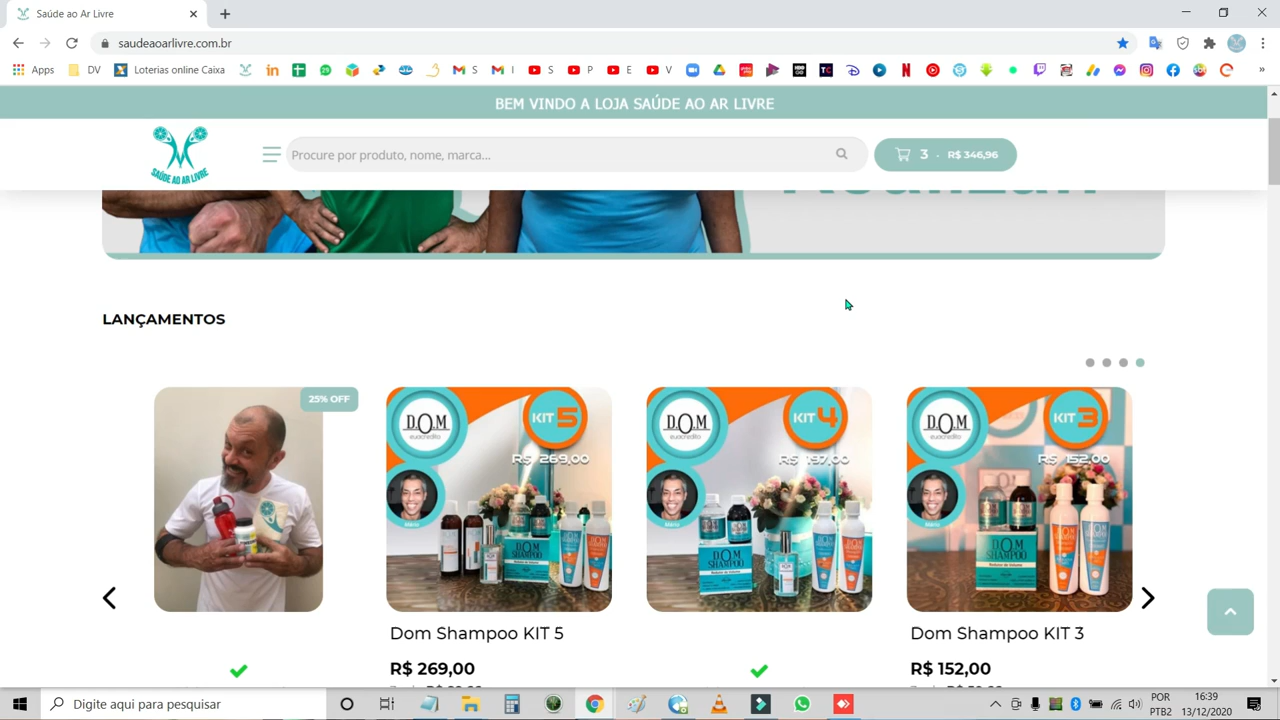 Saúde ao Ar Livre
saudeaoarlivre.com.br
Apps
DV
Loterias online Caixa
S
I
S
P
E
V
BEM VINDO A LOJA SAÚDE AO AR LIVRE
SAÚDE AO AR LIVRE
Procure por produto, nome, marca...
3 - R$ 346,96
LANÇAMENTOS
25% OFF
D.O.M
KIT 5
R$ 269,00
D.O.M
KIT 4
R$ 197,00
D.O.M
KIT 3
R$ 152,00
DOM SHAMPOO
DOM SHAMPOO
DOM SHAMPOO
Dom Shampoo KIT 5
Dom Shampoo KIT 3
R$ 269,00
R$ 152,00
Digite aqui para pesquisar
POR
PTB2
16:39
13/12/2020